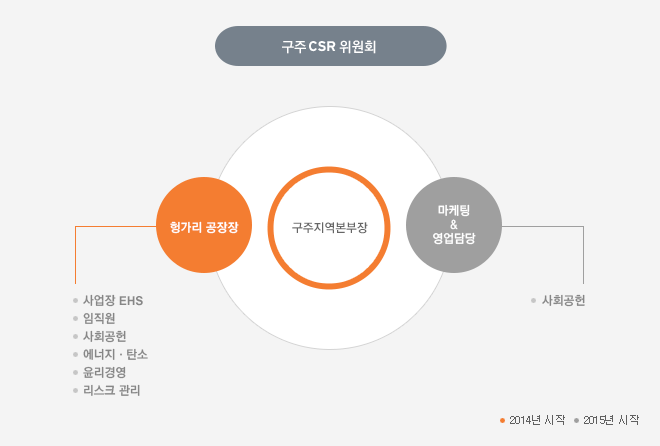 구주 CSR 위원회
헝가리 공장장
구주지역본부장
마케팅
&
영업담당
사업장 EHS
임직원
사회공헌
에너지 · 탄소
윤리경영
리스크 관리
사회공헌
2014년 시작 2015년 시작